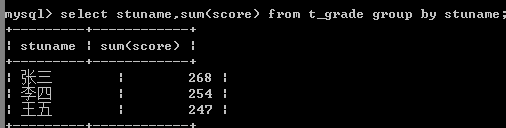 mysql> select stuname,sum(score) from t_grade group by stuname;
+---------+------------+
| stuname | sum(score) |
+---------+------------+
| 张三 | 268 |
| 李四 | 254 |
| 王五 | 247 |
+---------+------------+